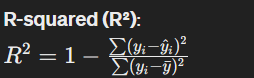 R-squared (R²):
R² = 1 − ∑(yᵢ−ŷᵢ)² / ∑(yᵢ−ȳ)²